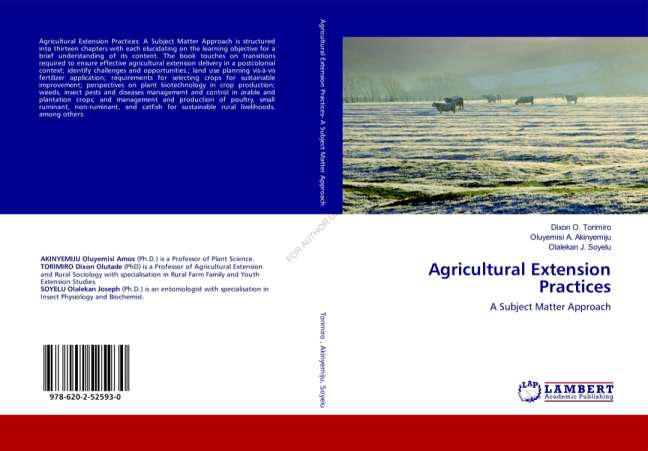 Agricultural Extension Practices: A Subject Matter Approach is structured
into thirteen chapters with each elucidating on the learning objective for a
brief understanding of its content. The book touches on transitions
required to ensure effective agricultural extension delivery in a postcolonial
context; identify challenges and opportunities.; land use planning vis-à-vis
fertilizer application; requirements for selecting crops for sustainable
improvement; perspectives on plant biotechnology in crop production;
weeds, insect pests and diseases management and control in arable and
plantation crops; and management and production of poultry, small
ruminant, non-ruminant, and catfish for sustainable rural livelihoods,
among others.
AKINYEMIJU Oluyemisi Amos (Ph.D.) is a Professor of Plant Science.
TORIMIRO Dixon Olutade (PhD) is a Professor of Agricultural Extension
and Rural Sociology with specialisation in Rural Farm Family and Youth
Extension Studies.
SOYELU Olalekan Joseph (Ph.D.) is an entomologist with specialisation in
Insect Physiology and Biochemist.
978-620-2-52593-0
Agricultural Extension Practices- A Subject Matter Approach
Torimiro , Akinyemiju, Soyelu
FOR AUTHOR
Dixon O. Torimiro
Oluyemisi A. Akinyemiju
Olalekan J. Soyelu
Agricultural Extension
Practices
A Subject Matter Approach
LAP
LAMBERT
Academic Publishing